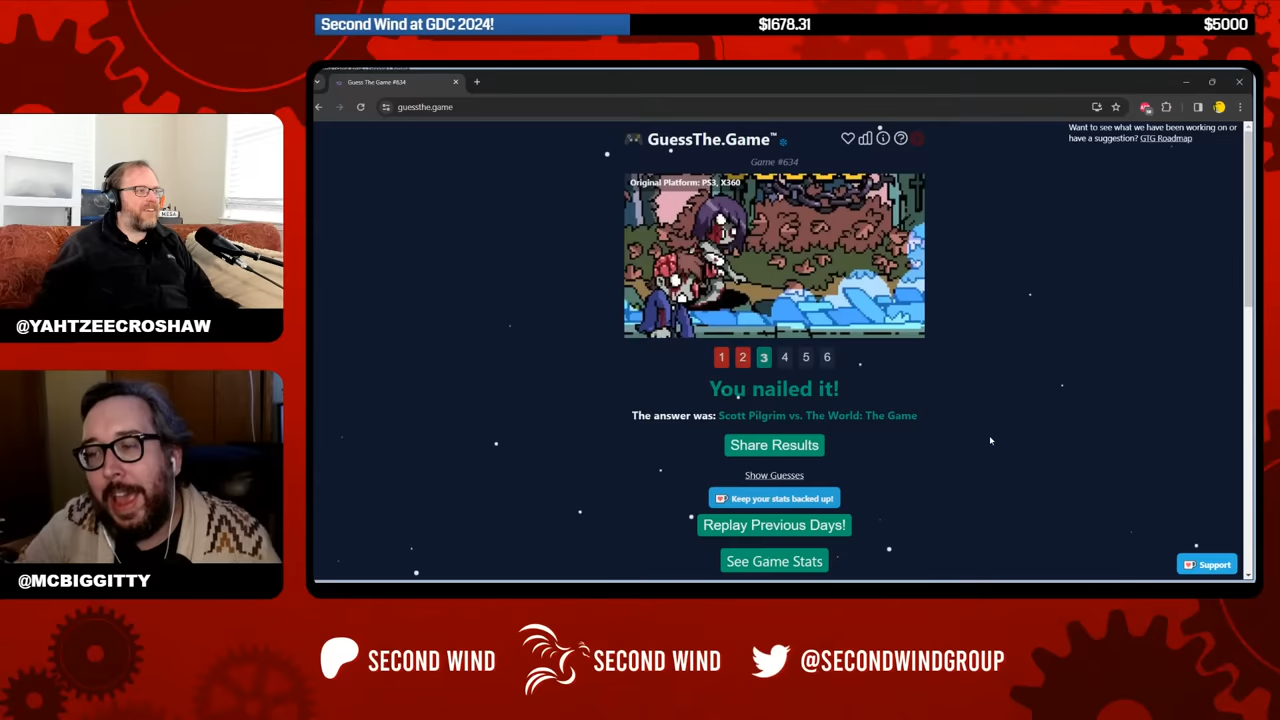 Second Wind at GDC 2024!
$1678.31
$5000
Guess The Game #634
guessthe.game
Want to see what we have been working on or
have a suggestion? GTG Roadmap
GuessThe.Game™
Game #634
Original Platform: PS3, X360
1 2 3 4 5 6
You nailed it!
The answer was: Scott Pilgrim vs. The World: The Game
Share Results
Show Guesses
Keep your stats backed up!
Replay Previous Days!
See Game Stats
Support
@YAHTZEECROSHAW
@MCBIGGITTY
SECOND WIND
SECOND WIND
@SECONDWINDGROUP